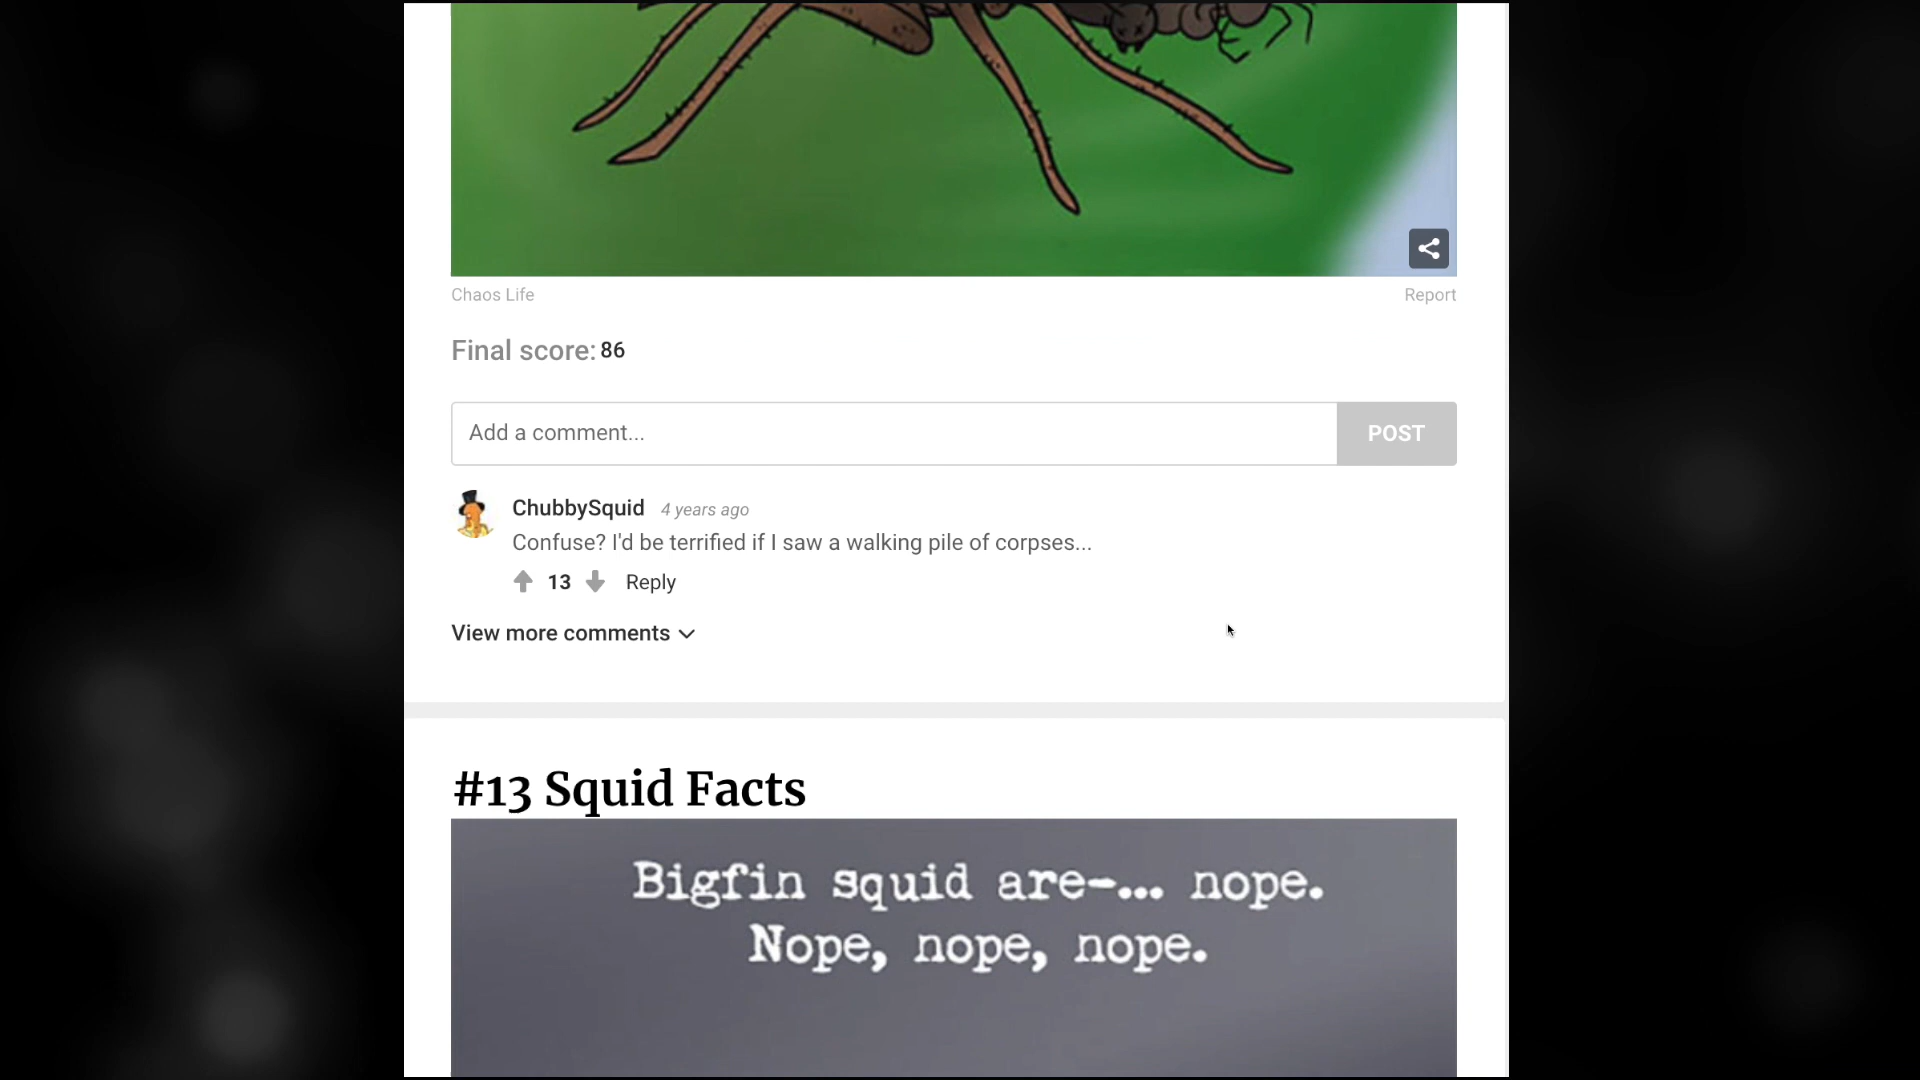 Chaos Life
Report
Final score: 86
Add a comment...
POST
ChubbySquid 4 years ago
Confuse? I'd be terrified if I saw a walking pile of corpses...
13 Reply
View more comments
#13 Squid Facts
Bigfin squid are-... nope.
Nope, nope, nope.